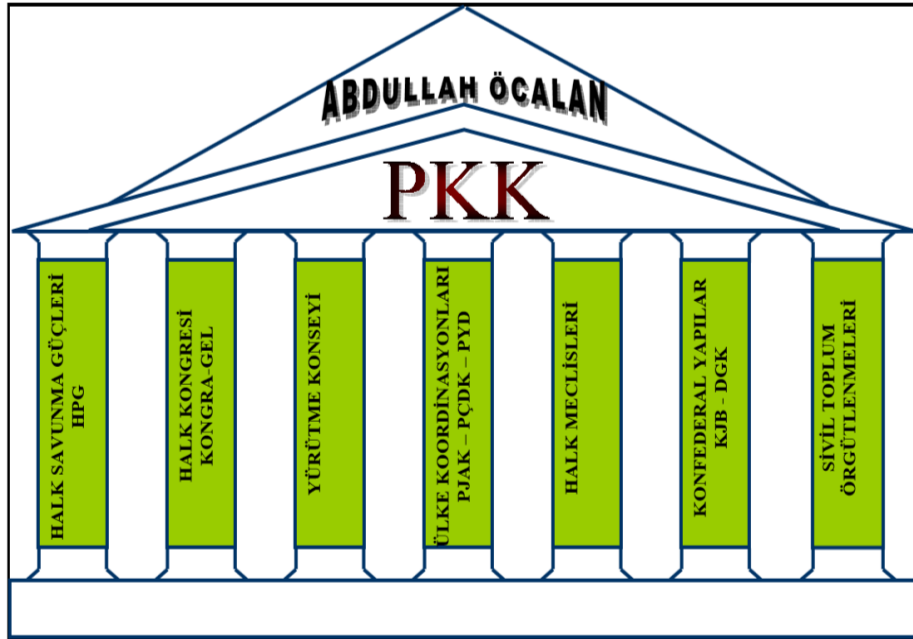 ABDULLAH ÖCALAN
PKK
HALK SAVUNMA GÜÇLERİ
HPG
HALK KONGRESİ
KONGRA-GEL
YÜRÜTME KONSEYİ
ÜLKE KOORDİNASYONLARI
PJAK – PÇDK – PYD
HALK MECLİSLERİ
KONFEDERAL YAPILAR
KJB - DGK
SİVİL TOPLUM
ÖRGÜTLENMELERİ